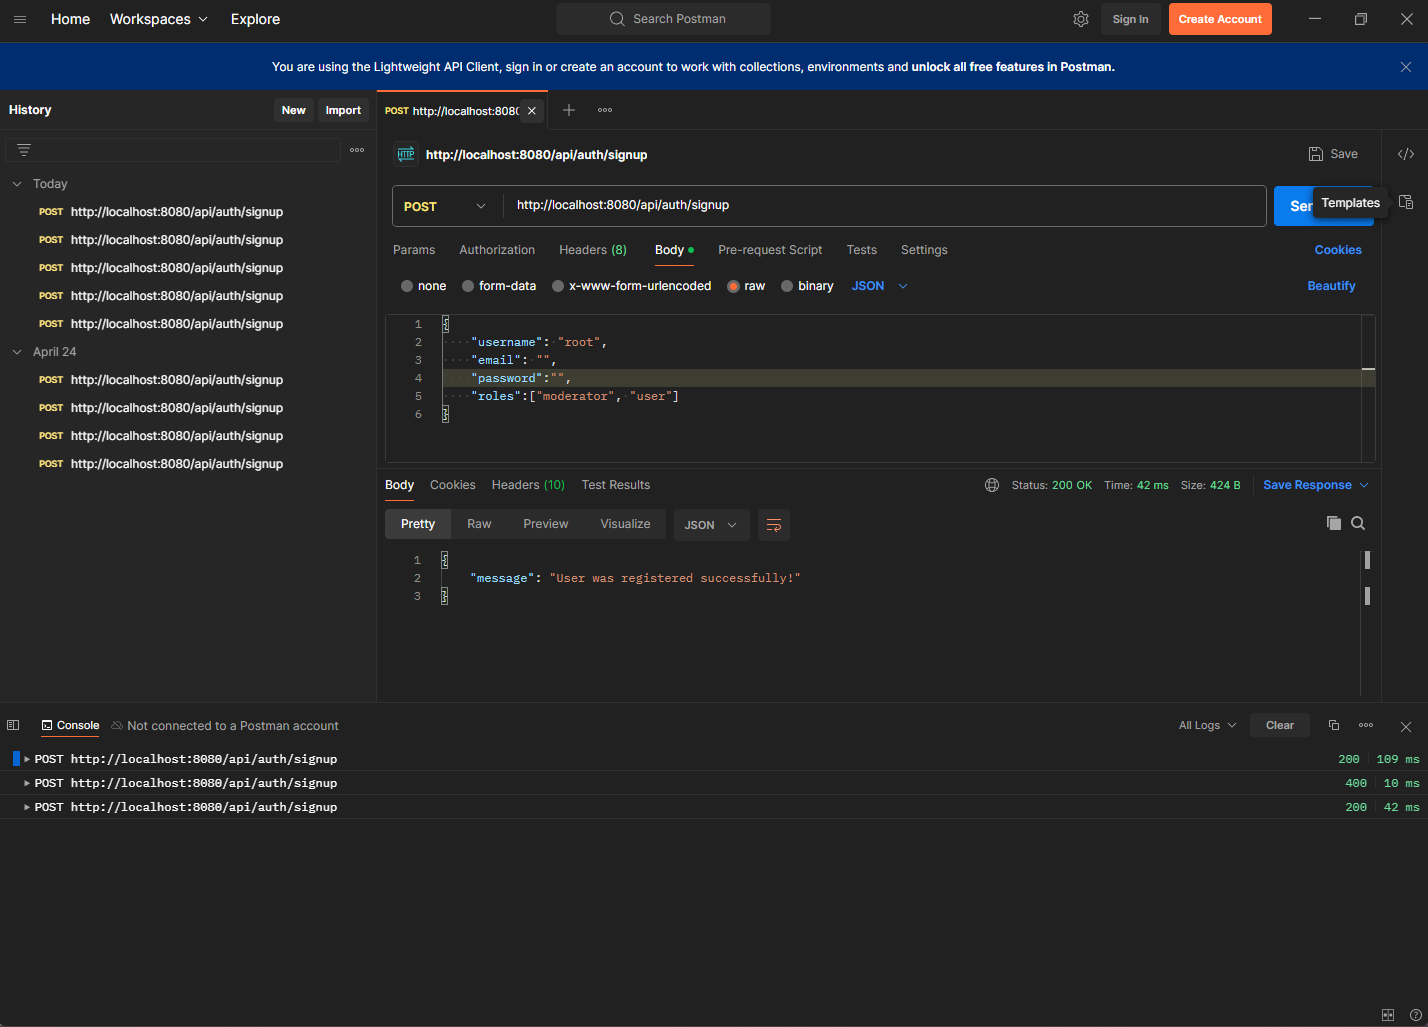 Home Workspaces Explore Search Postman Sign In Create Account
You are using the Lightweight API Client, sign in or create an account to work with collections, environments and unlock all free features in Postman.
History New Import
POST http://localhost:8080
http://localhost:8080/api/auth/signup Save
Today
POST http://localhost:8080/api/auth/signup
POST http://localhost:8080/api/auth/signup
POST http://localhost:8080/api/auth/signup
POST http://localhost:8080/api/auth/signup
POST http://localhost:8080/api/auth/signup
April 24
POST http://localhost:8080/api/auth/signup
POST http://localhost:8080/api/auth/signup
POST http://localhost:8080/api/auth/signup
POST http://localhost:8080/api/auth/signup
POST http://localhost:8080/api/auth/signup Templates
Params Authorization Headers (8) Body Pre-request Script Tests Settings Cookies
none form-data x-www-form-urlencoded raw binary JSON Beautify
1 {
2 "username": "root",
3 "email": "",
4 "password":"",
5 "roles":["moderator", "user"]
6 }
Body Cookies Headers (10) Test Results Status: 200 OK Time: 42 ms Size: 424 B Save Response
Pretty Raw Preview Visualize JSON
1 {
2 "message": "User was registered successfully!"
3 }
Console Not connected to a Postman account All Logs Clear
POST http://localhost:8080/api/auth/signup 200 109 ms
POST http://localhost:8080/api/auth/signup 400 10 ms
POST http://localhost:8080/api/auth/signup 200 42 ms